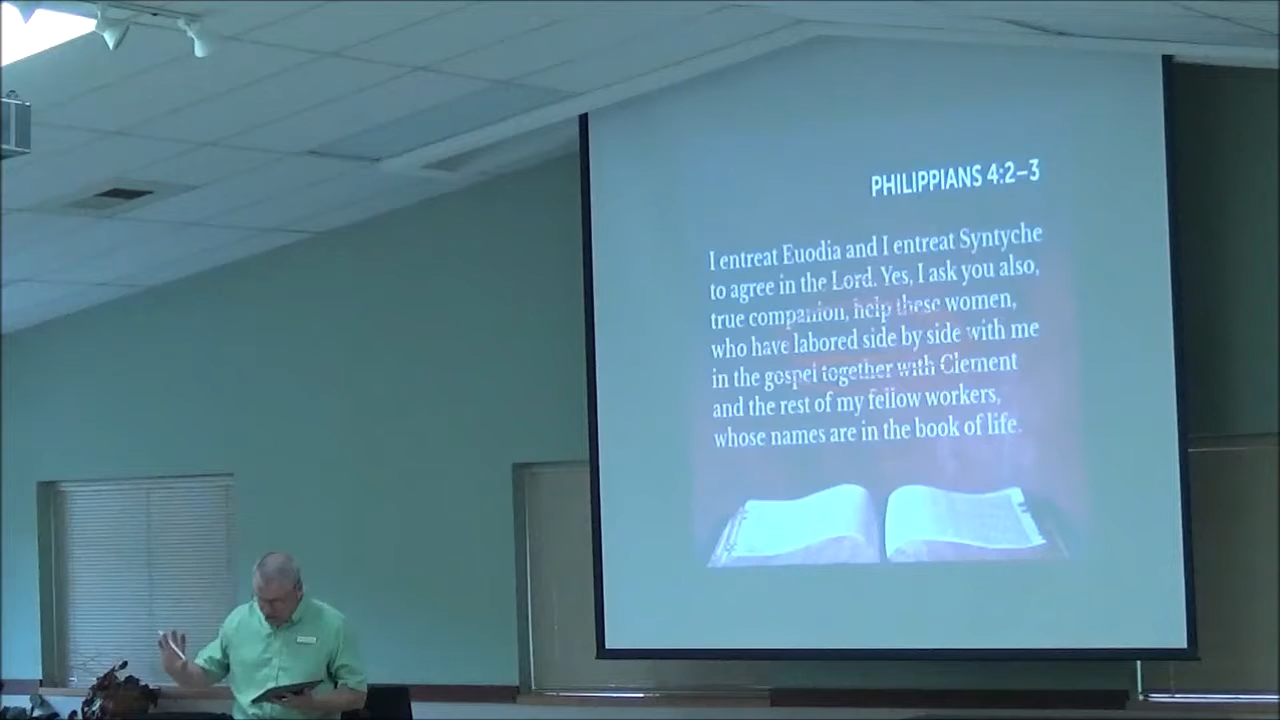 PHILIPPIANS 4:2–3
I entreat Euodia and I entreat Syntyche
to agree in the Lord. Yes, I ask you also,
true companion, help these women,
who have labored side by side with me
in the gospel together with Clement
and the rest of my fellow workers,
whose names are in the book of life.